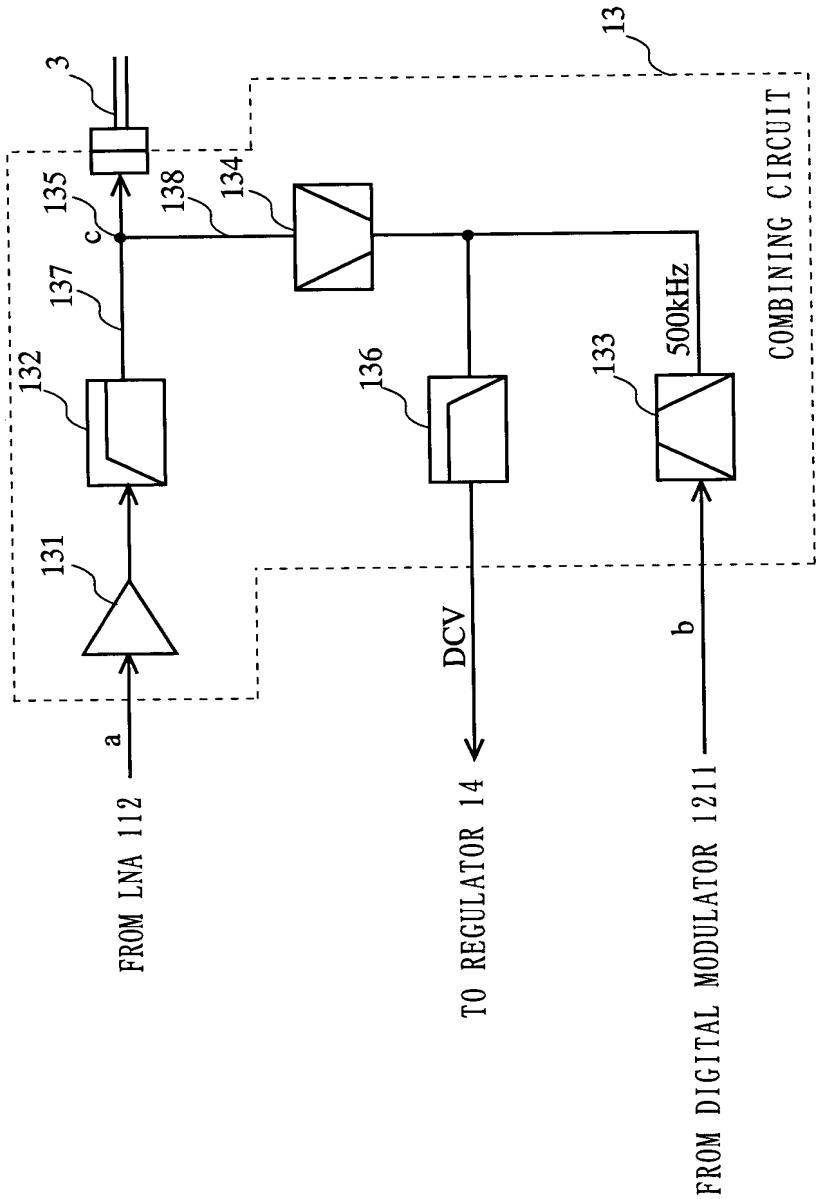 13
3
135
c
138
134
137
132
131
a
FROM LNA 112
136
DCV
TO REGULATOR 14
500kHz
133
b
FROM DIGITAL MODULATOR 1211
COMBINING CIRCUIT